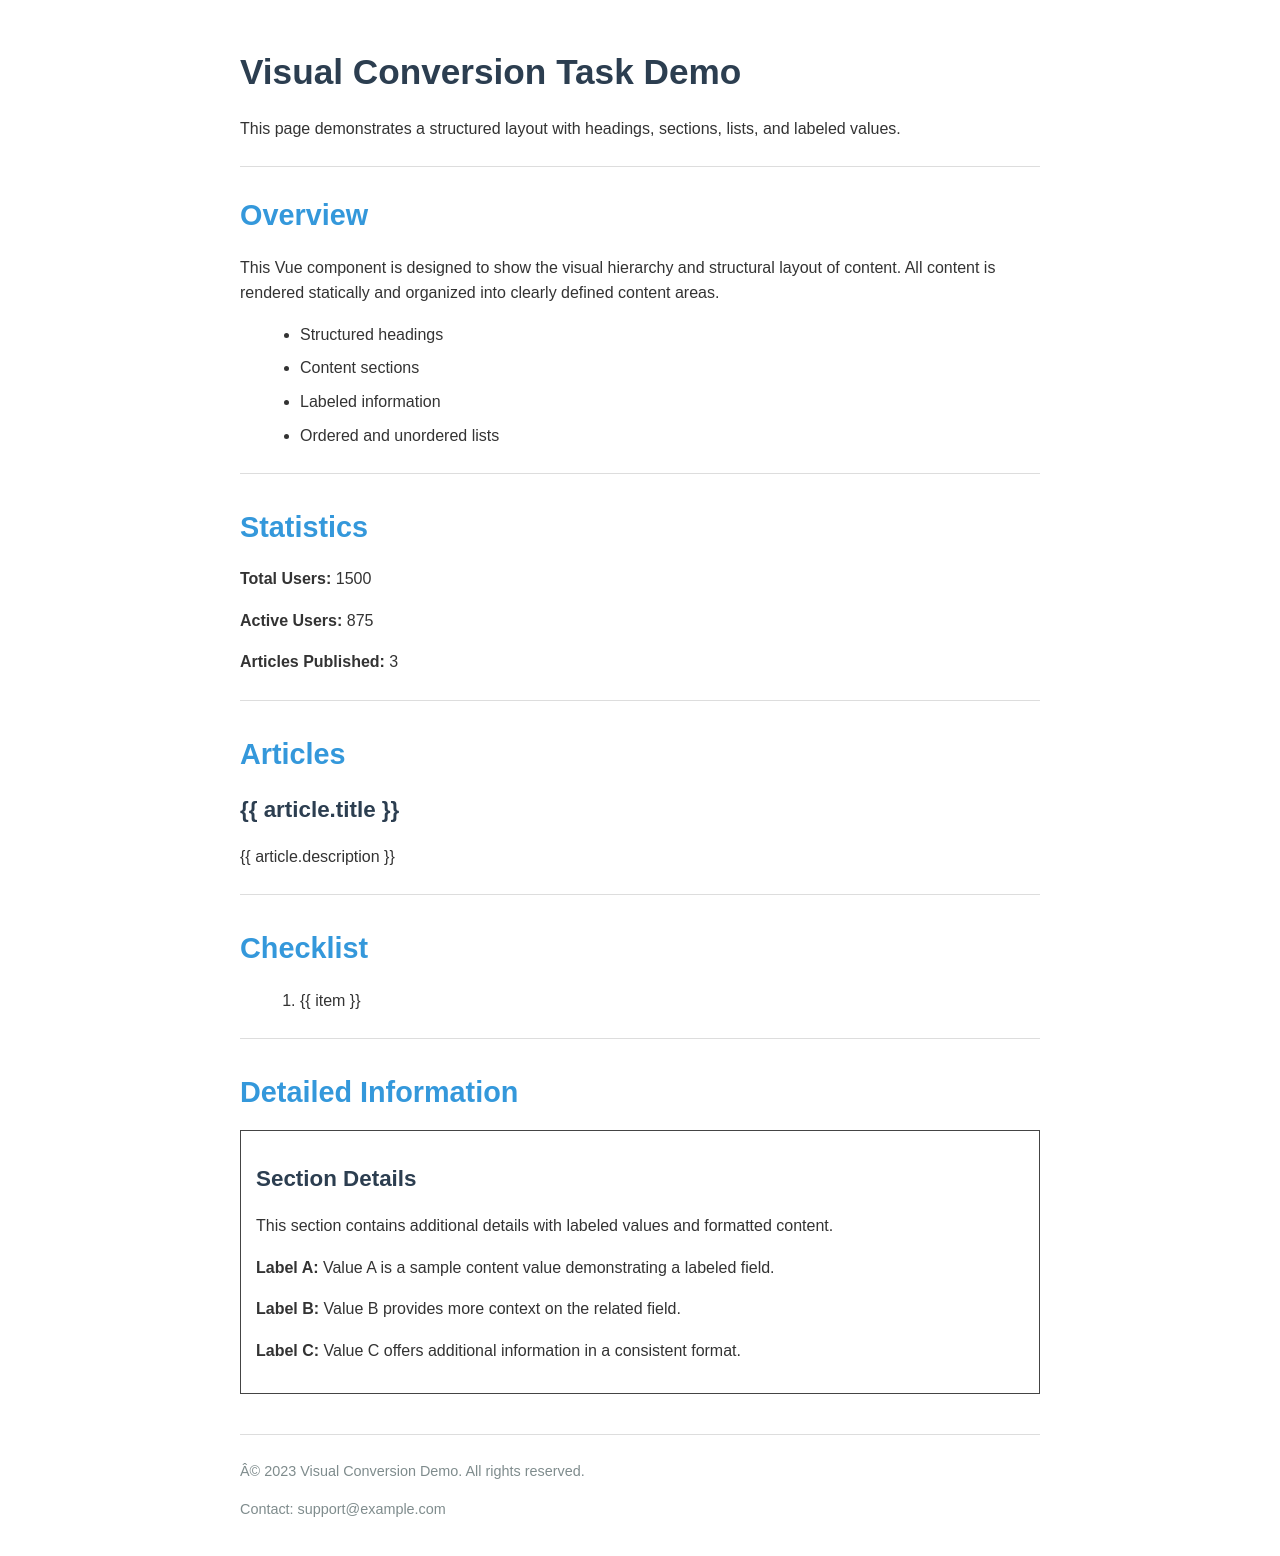 Visual Conversion Task Demo
This page demonstrates a structured layout with headings, sections, lists, and labeled values.
Overview
This Vue component is designed to show the visual hierarchy and structural layout of content. All content is
rendered statically and organized into clearly defined content areas.
• Structured headings
• Content sections
• Labeled information
• Ordered and unordered lists
Statistics
Total Users: 1500
Active Users: 875
Articles Published: 3
Articles
{{ article.title }}
{{ article.description }}
Checklist
1. {{ item }}
Detailed Information
Section Details
This section contains additional details with labeled values and formatted content.
Label A: Value A is a sample content value demonstrating a labeled field.
Label B: Value B provides more context on the related field.
Label C: Value C offers additional information in a consistent format.
Â© 2023 Visual Conversion Demo. All rights reserved.
Contact: support@example.com